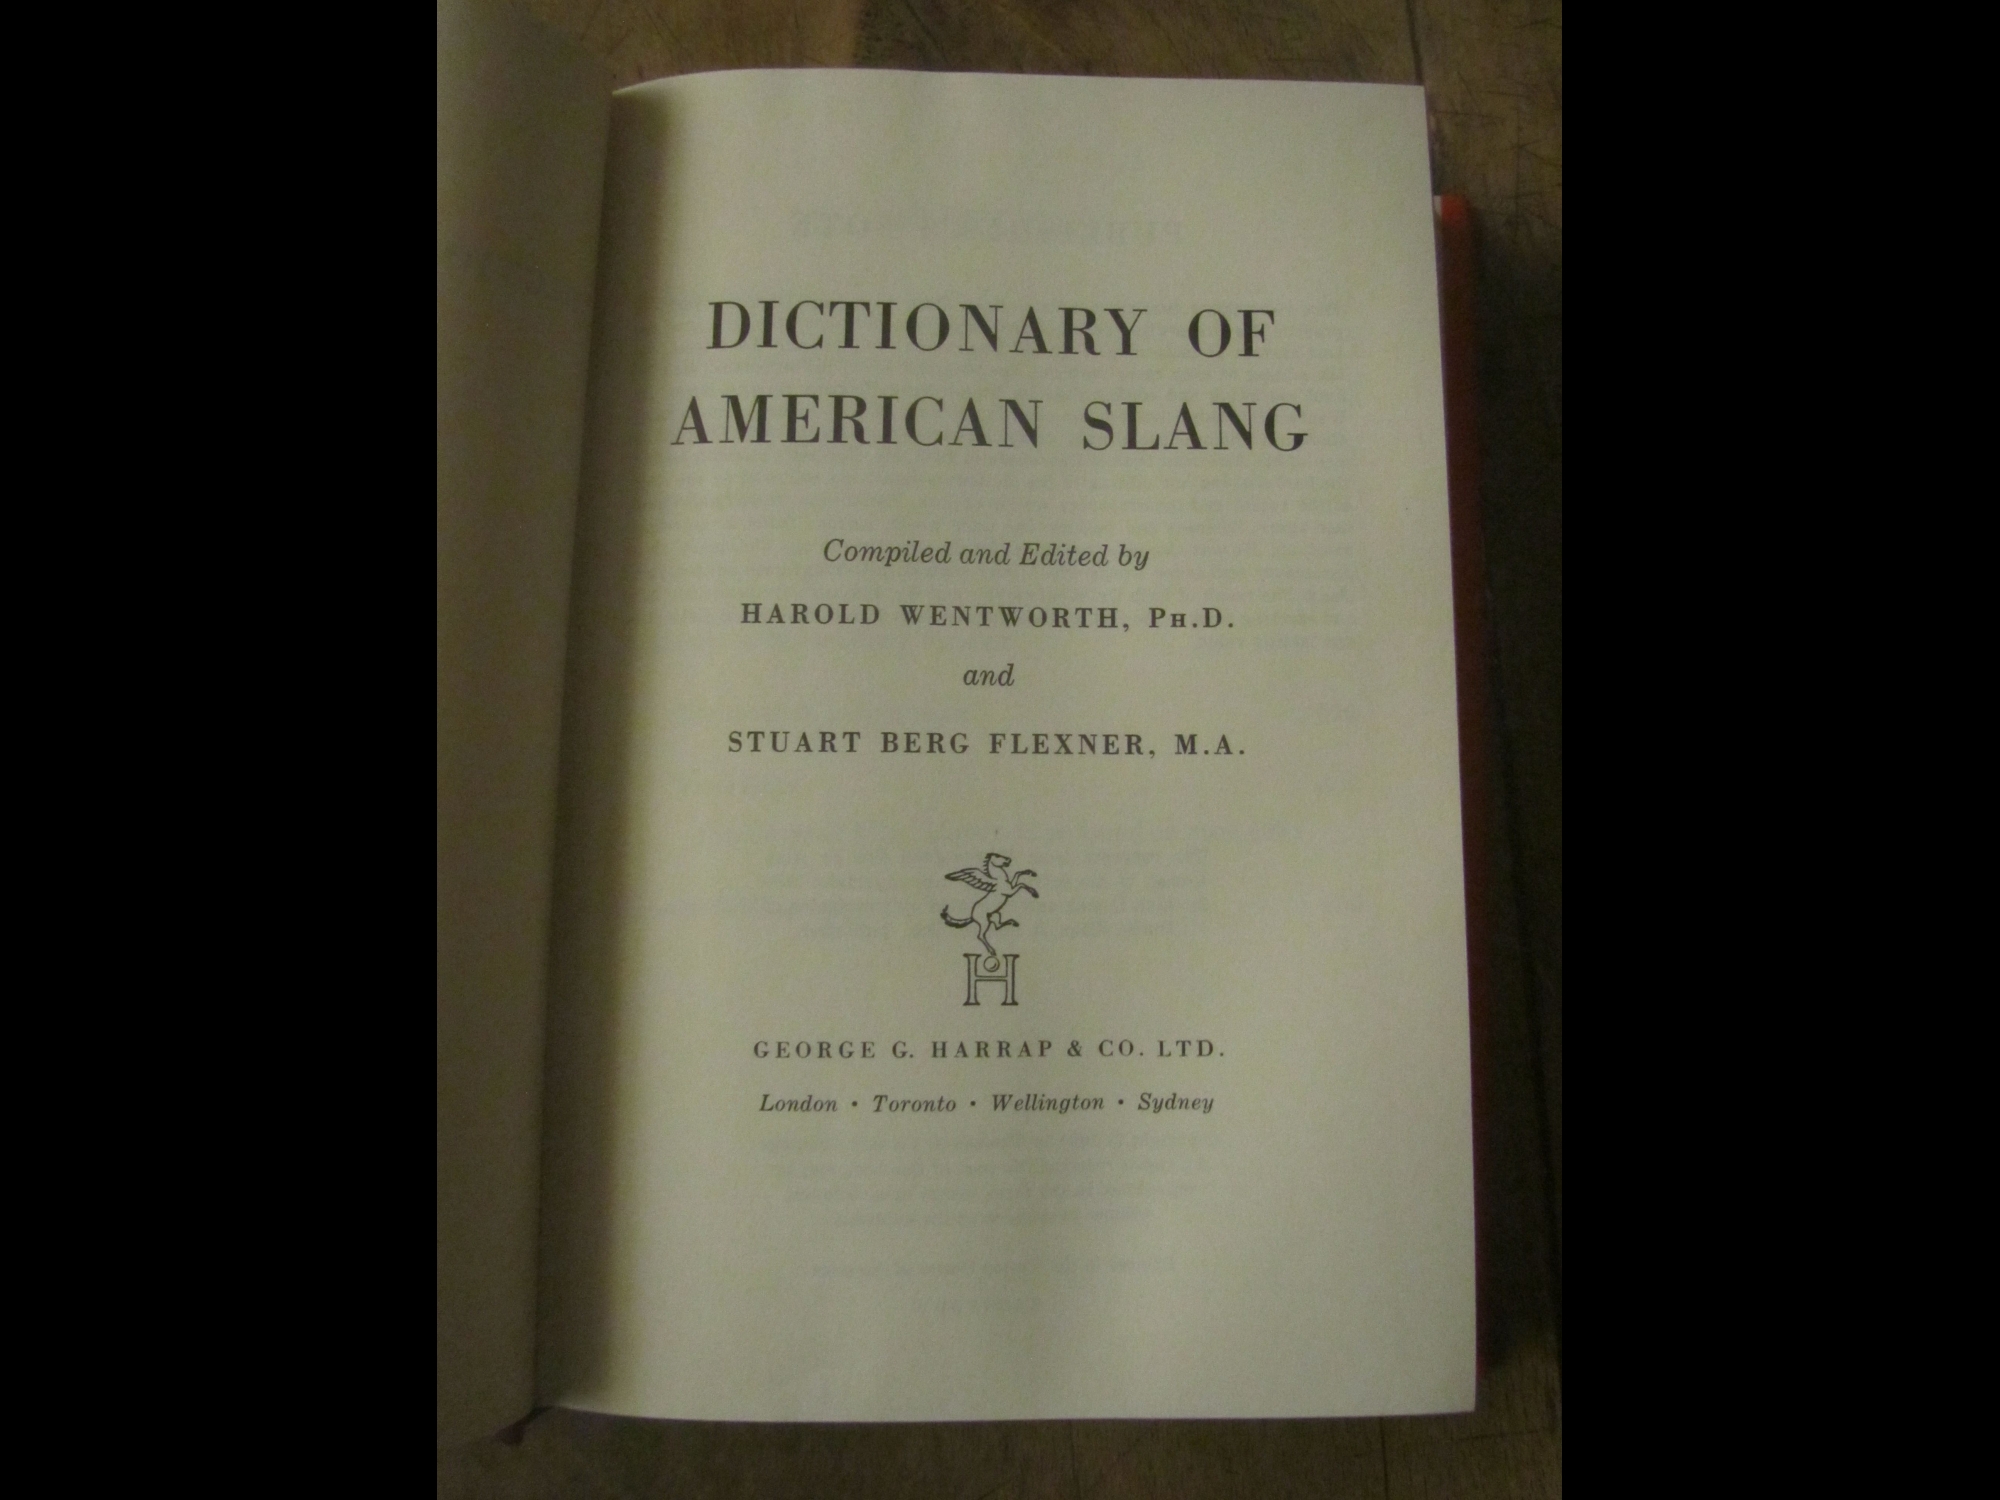 DICTIONARY OF
AMERICAN SLANG
Compiled and Edited by
HAROLD WENTWORTH, PH.D.
and
STUART BERG FLEXNER, M.A.
H
GEORGE G. HARRAP & CO. LTD.
London • Toronto • Wellington • Sydney